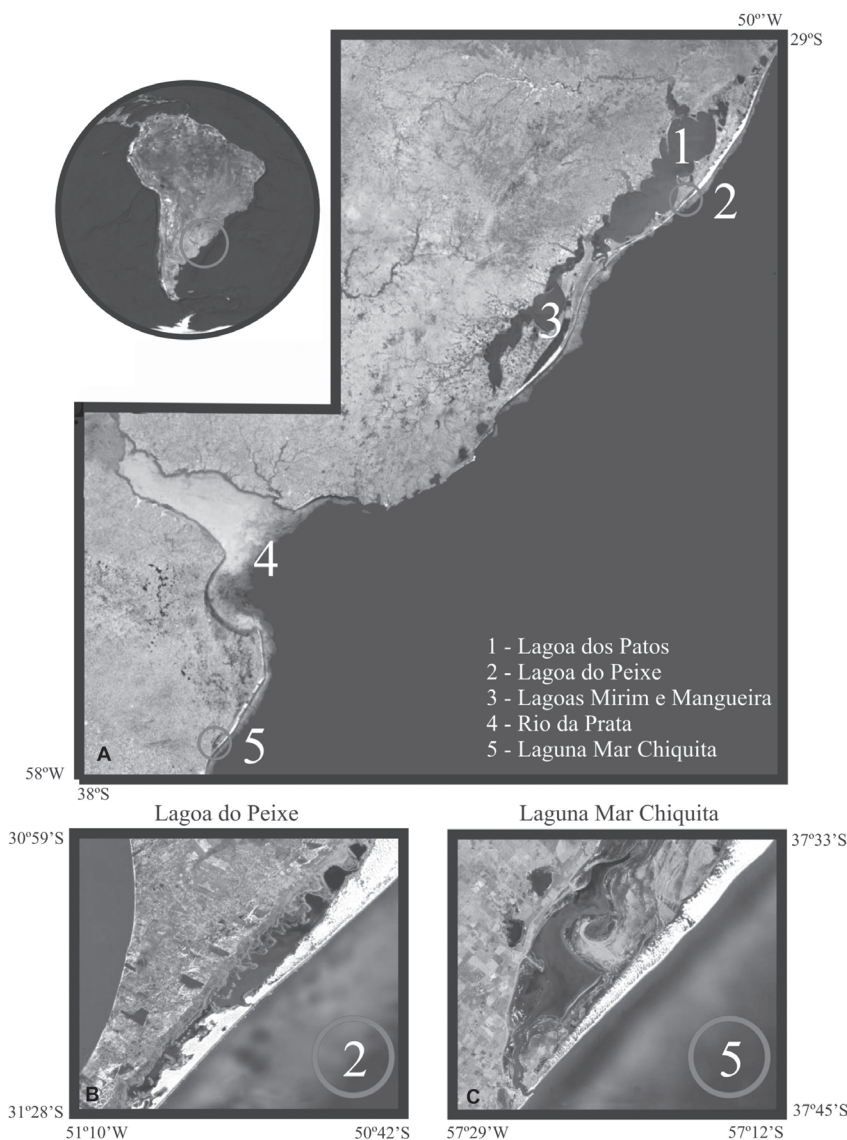 50º'W
29ºS
1
2
3
4
5
1 - Lagoa dos Patos
2 - Lagoa do Peixe
3 - Lagoas Mirim e Mangueira
4 - Rio da Prata
5 - Laguna Mar Chiquita
A
58ºW
38ºS
Lagoa do Peixe
Laguna Mar Chiquita
30º59'S
37º33'S
2
5
B
C
31º28'S
37º45'S
51º10'W
50º42'S
57º29'W
57º12'S